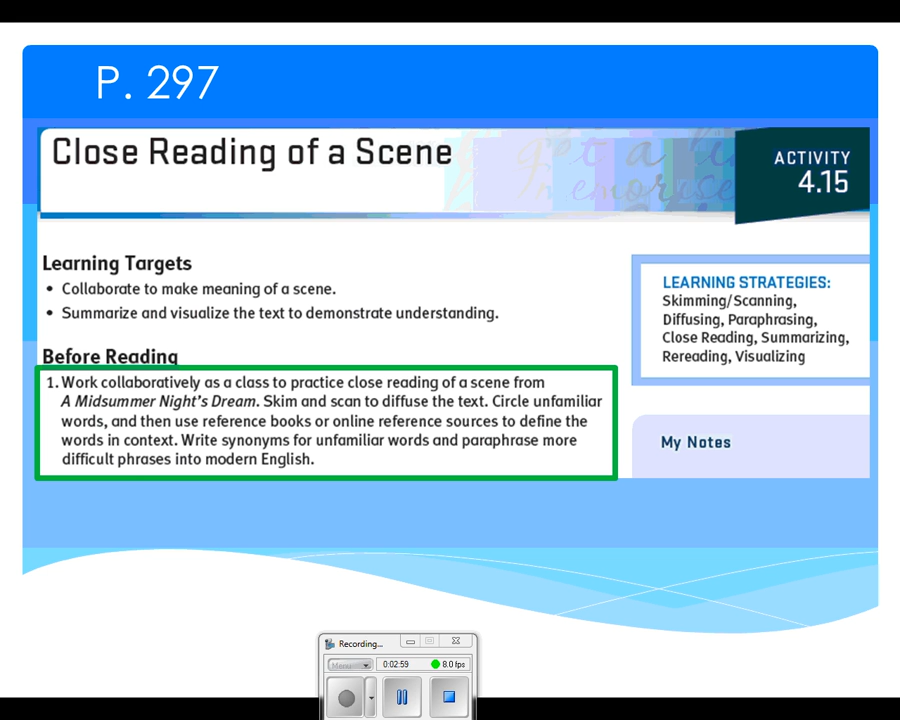 P. 297
Close Reading of a Scene
ACTIVITY
4.15
Learning Targets
• Collaborate to make meaning of a scene.
• Summarize and visualize the text to demonstrate understanding.
Before Reading
1. Work collaboratively as a class to practice close reading of a scene from
A Midsummer Night's Dream. Skim and scan to diffuse the text. Circle unfamiliar
words, and then use reference books or online reference sources to define the
words in context. Write synonyms for unfamiliar words and paraphrase more
difficult phrases into modern English.
LEARNING STRATEGIES:
Skimming/Scanning,
Diffusing, Paraphrasing,
Close Reading, Summarizing,
Rereading, Visualizing
My Notes
Recording...
Menu
0:02:59
8.0 fps